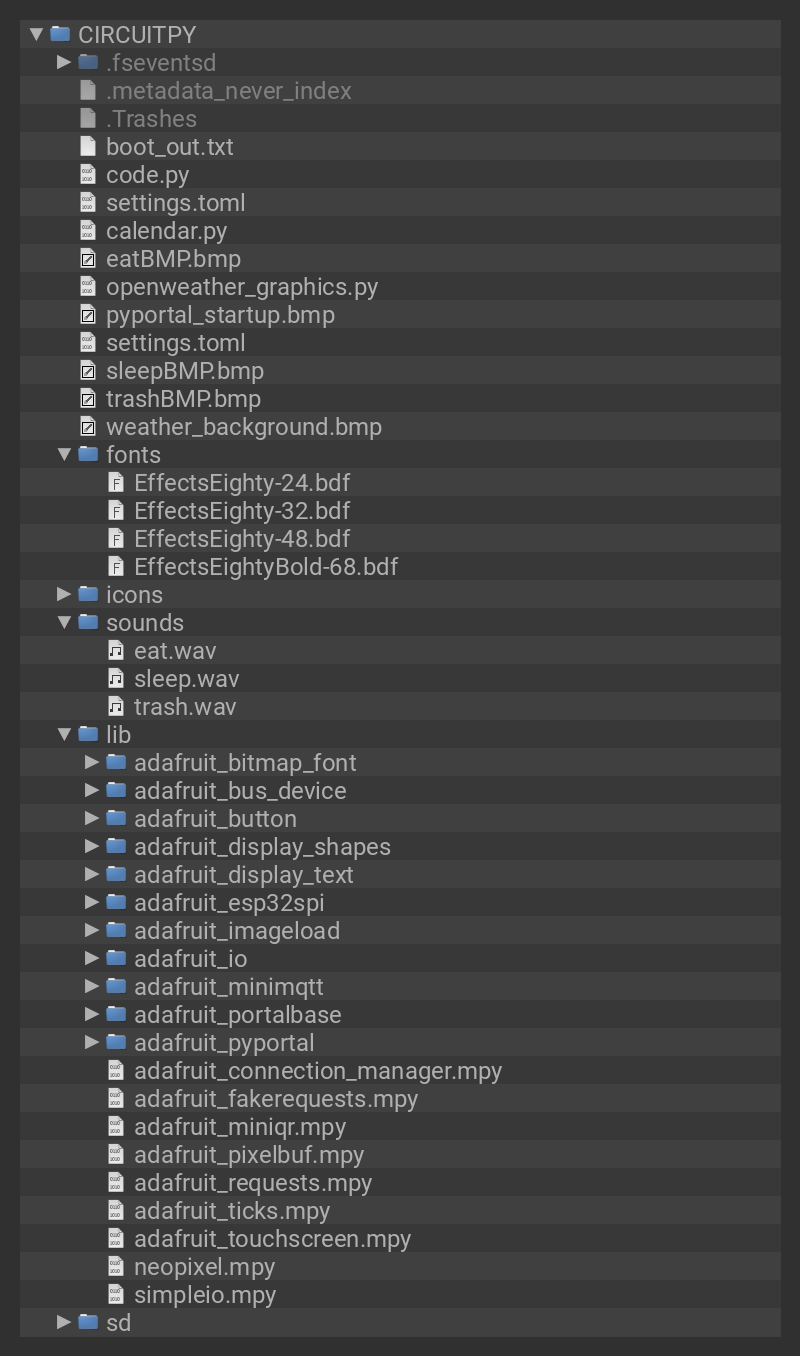 CIRCUITPY
.fseventsd
.metadata_never_index
.Trashes
boot_out.txt
code.py
settings.toml
calendar.py
eatBMP.bmp
openweather_graphics.py
pyportal_startup.bmp
settings.toml
sleepBMP.bmp
trashBMP.bmp
weather_background.bmp
fonts
EffectsEighty-24.bdf
EffectsEighty-32.bdf
EffectsEighty-48.bdf
EffectsEightyBold-68.bdf
icons
sounds
eat.wav
sleep.wav
trash.wav
lib
adafruit_bitmap_font
adafruit_bus_device
adafruit_button
adafruit_display_shapes
adafruit_display_text
adafruit_esp32spi
adafruit_imageload
adafruit_io
adafruit_minimqtt
adafruit_portalbase
adafruit_pyportal
adafruit_connection_manager.mpy
adafruit_fakerequests.mpy
adafruit_miniqr.mpy
adafruit_pixelbuf.mpy
adafruit_requests.mpy
adafruit_ticks.mpy
adafruit_touchscreen.mpy
neopixel.mpy
simpleio.mpy
sd